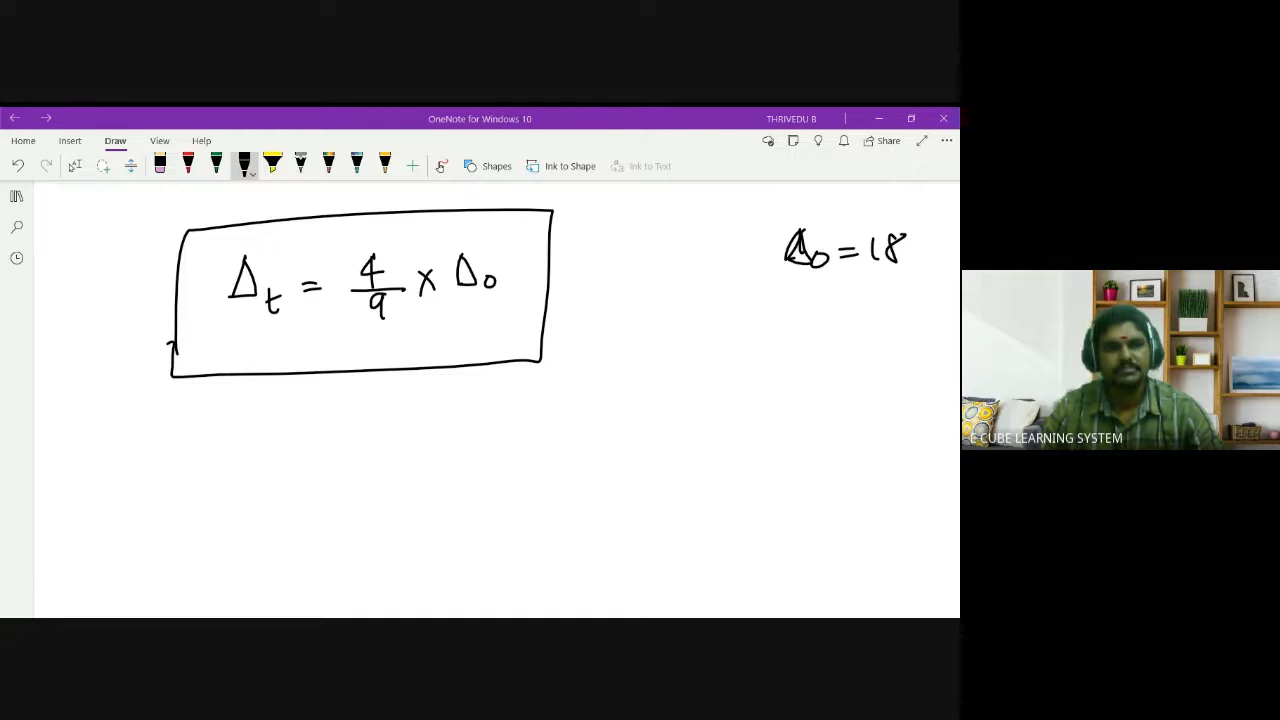 OneNote for Windows 10
THRIVEDU B
Home Insert Draw View Help
Share
Shapes Ink to Shape Ink to Text
Δt = 4/9 x Δo
Δo = 18
E CUBE LEARNING SYSTEM